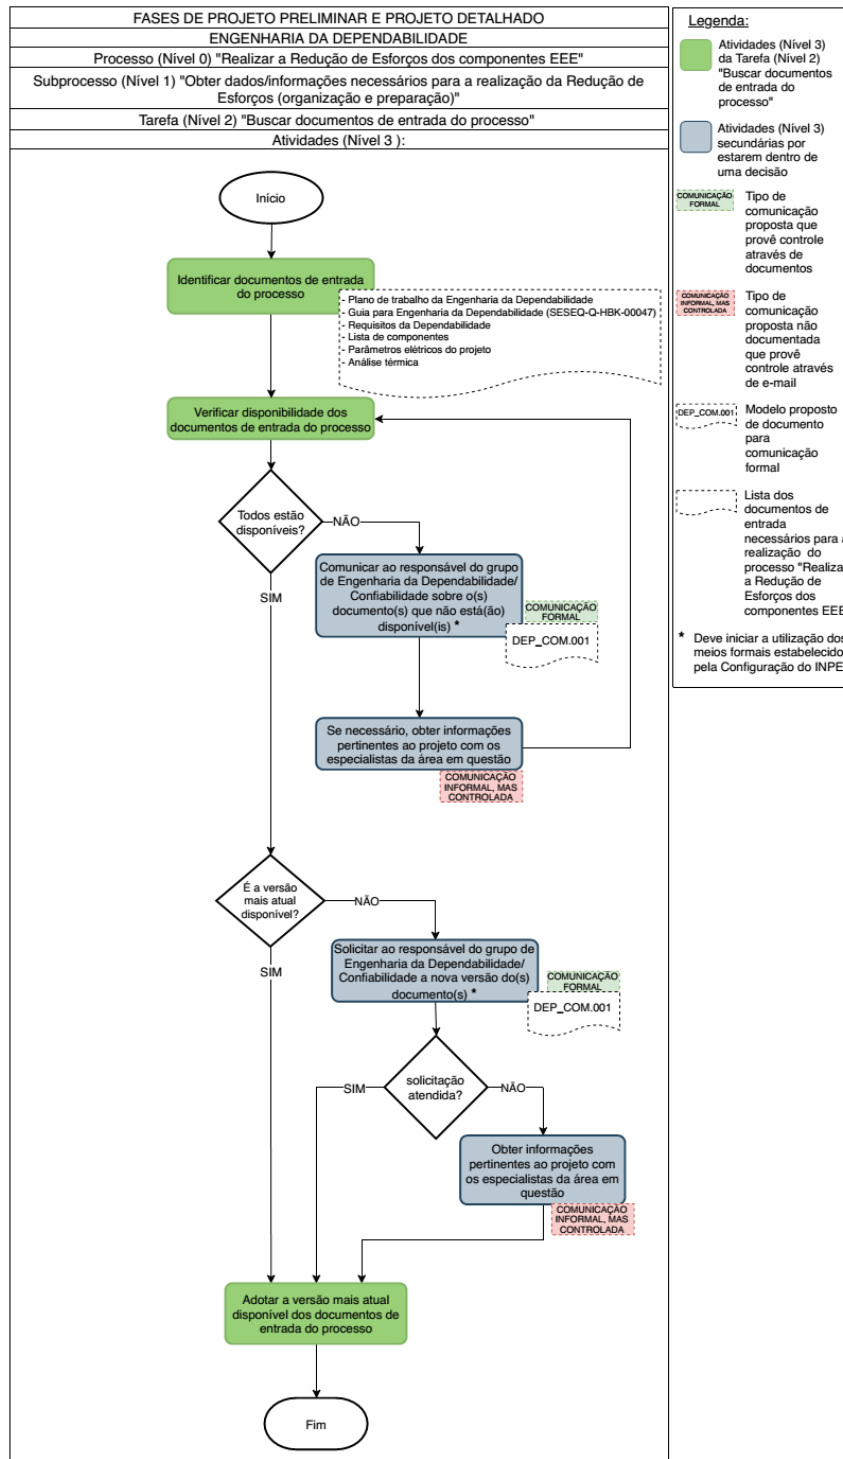 FASES DE PROJETO PRELIMINAR E PROJETO DETALHADO
ENGENHARIA DA DEPENDABILIDADE
Processo (Nível 0) "Realizar a Redução de Esforços dos componentes EEE"
Subprocesso (Nível 1) "Obter dados/informações necessários para a realização da Redução de
Esforços (organização e preparação)"
Tarefa (Nível 2) "Buscar documentos de entrada do processo"
Atividades (Nível 3 ):
Início
Identificar documentos de entrada
do processo
- Plano de trabalho da Engenharia da Dependabilidade
- Guia para Engenharia da Dependabilidade (SESEQ-Q-HBK-00047)
- Requisitos da Dependabilidade
- Lista de componentes
- Parâmetros elétricos do projeto
- Análise térmica
Verificar disponibilidade dos
documentos de entrada do processo
Todos estão
disponíveis?
NÃO
SIM
Comunicar ao responsável do grupo
de Engenharia da Dependabilidade/
Confiabilidade sobre o(s)
documento(s) que não está(ão)
disponível(is) *
COMUNICAÇÃO
FORMAL
DEP_COM.001
Se necessário, obter informações
pertinentes ao projeto com os
especialistas da área em questão
COMUNICAÇÃO
INFORMAL, MAS
CONTROLADA
É a versão
mais atual
disponível?
NÃO
SIM
Solicitar ao responsável do grupo de
Engenharia da Dependabilidade/
Confiabilidade a nova versão do(s)
documento(s) *
COMUNICAÇÃO
FORMAL
DEP_COM.001
solicitação
atendida?
SIM
NÃO
Obter informações
pertinentes ao projeto com
os especialistas da área em
questão
COMUNICAÇÃO
INFORMAL, MAS
CONTROLADA
Adotar a versão mais atual
disponível dos documentos de
entrada do processo
Fim
Legenda:
Atividades (Nível 3)
da Tarefa (Nível 2)
"Buscar documentos
de entrada do
processo"
Atividades (Nível 3)
secundárias por
estarem dentro de
uma decisão
COMUNICAÇÃO
FORMAL
Tipo de
comunicação
proposta que
provê controle
através de
documentos
COMUNICAÇÃO
INFORMAL, MAS
CONTROLADA
Tipo de
comunicação
proposta não
documentada
que provê
controle através
de e-mail
DEP_COM.001
Modelo proposto
de documento
para
comunicação
formal
Lista dos
documentos de
entrada
necessários para a
realização do
processo "Realiza
a Redução de
Esforços dos
componentes EEE
* Deve iniciar a utilização dos
meios formais estabelecido
pela Configuração do INPE